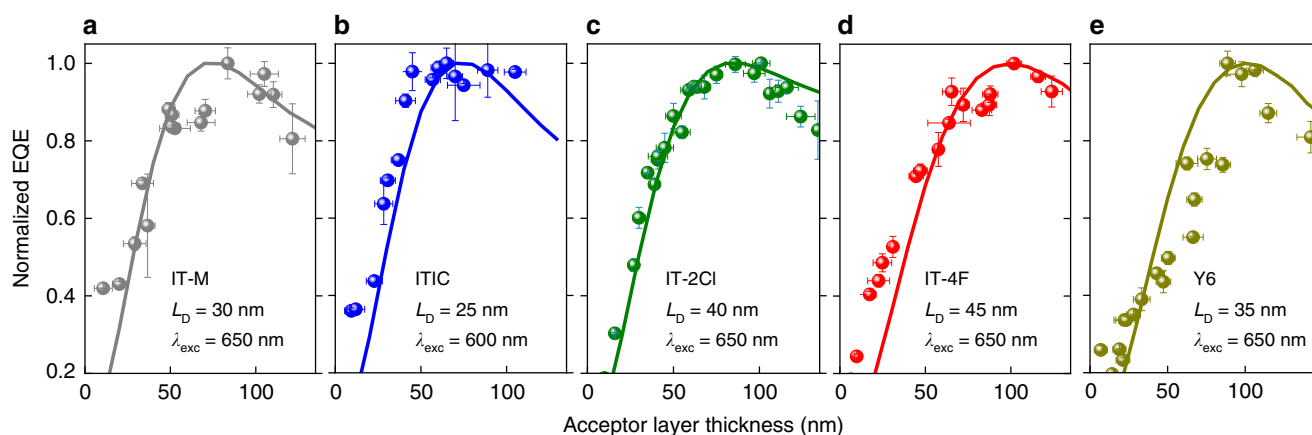 a
b
c
d
e
Normalized EQE
1.0
0.8
0.6
0.4
0.2
IT-M
L_D = 30 nm
λ_exc = 650 nm
ITIC
L_D = 25 nm
λ_exc = 600 nm
IT-2Cl
L_D = 40 nm
λ_exc = 650 nm
IT-4F
L_D = 45 nm
λ_exc = 650 nm
Y6
L_D = 35 nm
λ_exc = 650 nm
0 50 100
0 50 100
0 50 100
0 50 100
0 50 100
Acceptor layer thickness (nm)